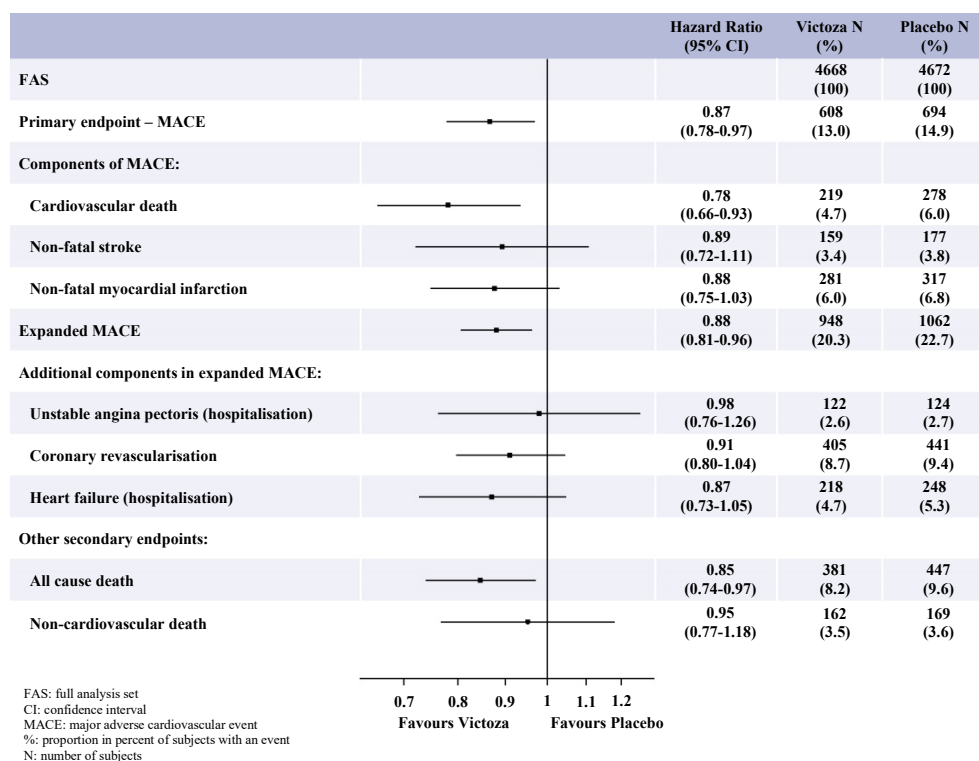 Hazard Ratio Victoza N Placebo N
(95% CI) (%) (%)
FAS 4668 4672
(100) (100)
Primary endpoint – MACE 0.87 608 694
(0.78-0.97) (13.0) (14.9)
Components of MACE:
Cardiovascular death 0.78 219 278
(0.66-0.93) (4.7) (6.0)
Non-fatal stroke 0.89 159 177
(0.72-1.11) (3.4) (3.8)
Non-fatal myocardial infarction 0.88 281 317
(0.75-1.03) (6.0) (6.8)
Expanded MACE 0.88 948 1062
(0.81-0.96) (20.3) (22.7)
Additional components in expanded MACE:
Unstable angina pectoris (hospitalisation) 0.98 122 124
(0.76-1.26) (2.6) (2.7)
Coronary revascularisation 0.91 405 441
(0.80-1.04) (8.7) (9.4)
Heart failure (hospitalisation) 0.87 218 248
(0.73-1.05) (4.7) (5.3)
Other secondary endpoints:
All cause death 0.85 381 447
(0.74-0.97) (8.2) (9.6)
Non-cardiovascular death 0.95 162 169
(0.77-1.18) (3.5) (3.6)
0.7 0.8 0.9 1 1.1 1.2
Favours Victoza Favours Placebo
FAS: full analysis set
CI: confidence interval
MACE: major adverse cardiovascular event
%: proportion in percent of subjects with an event
N: number of subjects